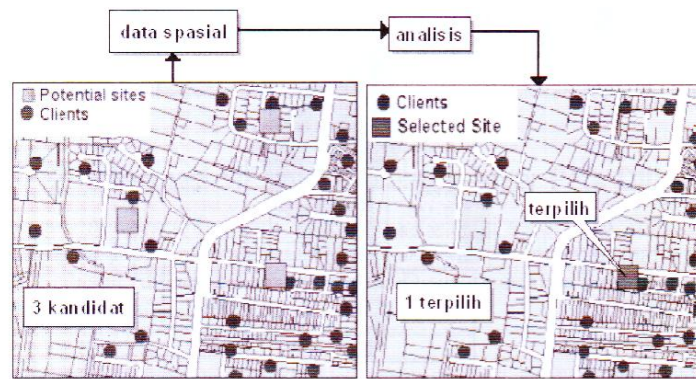 data spasial
analisis
Potential sites
Clients
3 kandidat
Clients
Selected Site
terpilih
1 terpilih